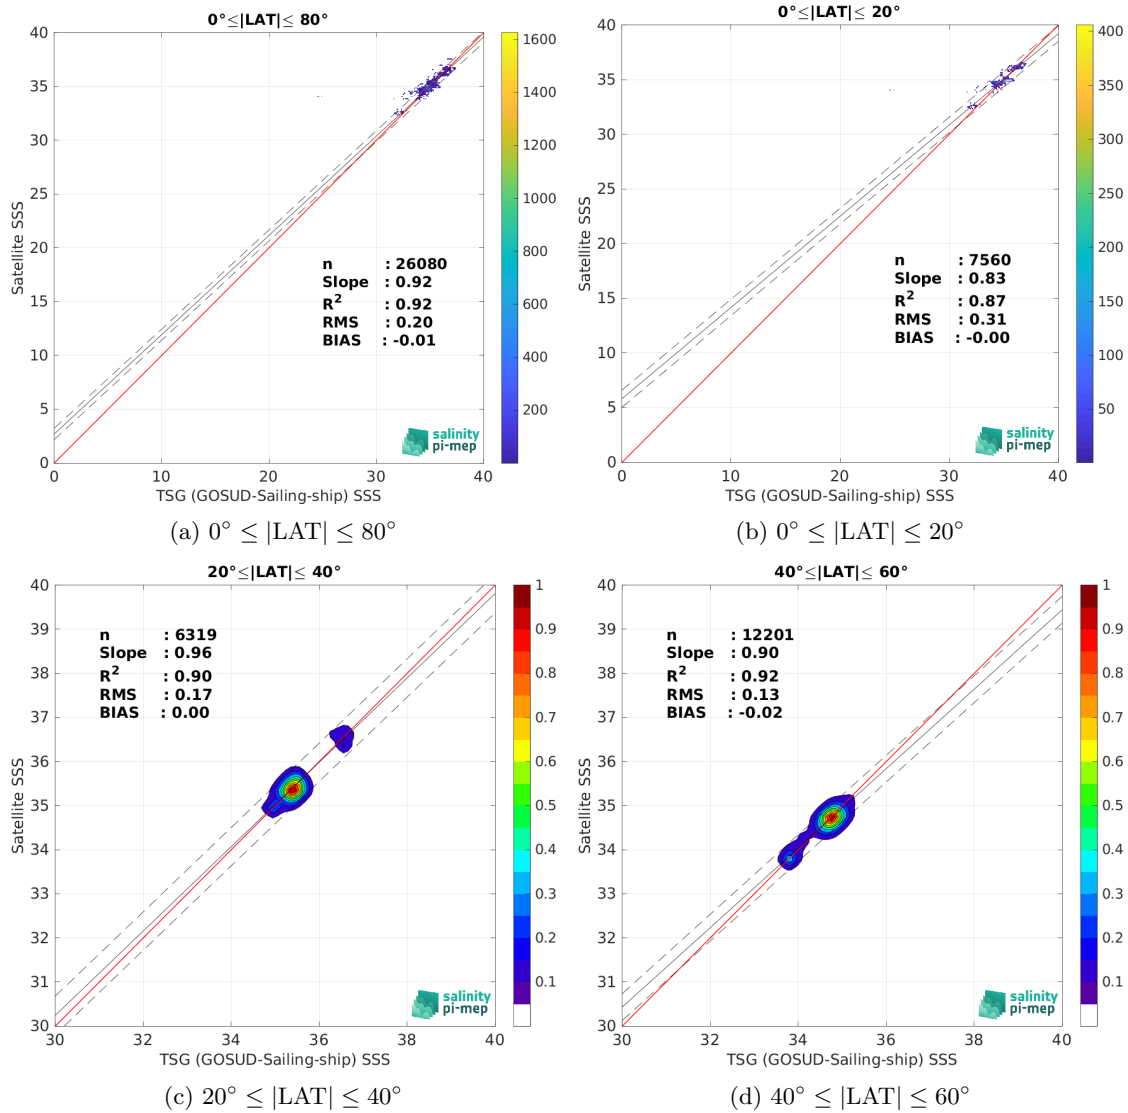 0°≤|LAT|≤ 80°
40
35
30
25
20
15
10
5
0
0
10
20
30
40
Satellite SSS
TSG (GOSUD-Sailing-ship) SSS
n : 26080
Slope : 0.92
R² : 0.92
RMS : 0.20
BIAS : -0.01
salinity
pi-mep
1600
1400
1200
1000
800
600
400
200
(a) 0° ≤ |LAT| ≤ 80°
0°≤|LAT|≤ 20°
40
35
30
25
20
15
10
5
0
0
10
20
30
40
Satellite SSS
TSG (GOSUD-Sailing-ship) SSS
n : 7560
Slope : 0.83
R² : 0.87
RMS : 0.31
BIAS : -0.00
salinity
pi-mep
400
350
300
250
200
150
100
50
(b) 0° ≤ |LAT| ≤ 20°
20°≤|LAT|≤ 40°
40
39
38
37
36
35
34
33
32
31
30
30
32
34
36
38
40
Satellite SSS
TSG (GOSUD-Sailing-ship) SSS
n : 6319
Slope : 0.96
R² : 0.90
RMS : 0.17
BIAS : 0.00
salinity
pi-mep
1
0.9
0.8
0.7
0.6
0.5
0.4
0.3
0.2
0.1
(c) 20° ≤ |LAT| ≤ 40°
40°≤|LAT|≤ 60°
40
39
38
37
36
35
34
33
32
31
30
30
32
34
36
38
40
Satellite SSS
TSG (GOSUD-Sailing-ship) SSS
n : 12201
Slope : 0.90
R² : 0.92
RMS : 0.13
BIAS : -0.02
salinity
pi-mep
1
0.9
0.8
0.7
0.6
0.5
0.4
0.3
0.2
0.1
(d) 40° ≤ |LAT| ≤ 60°